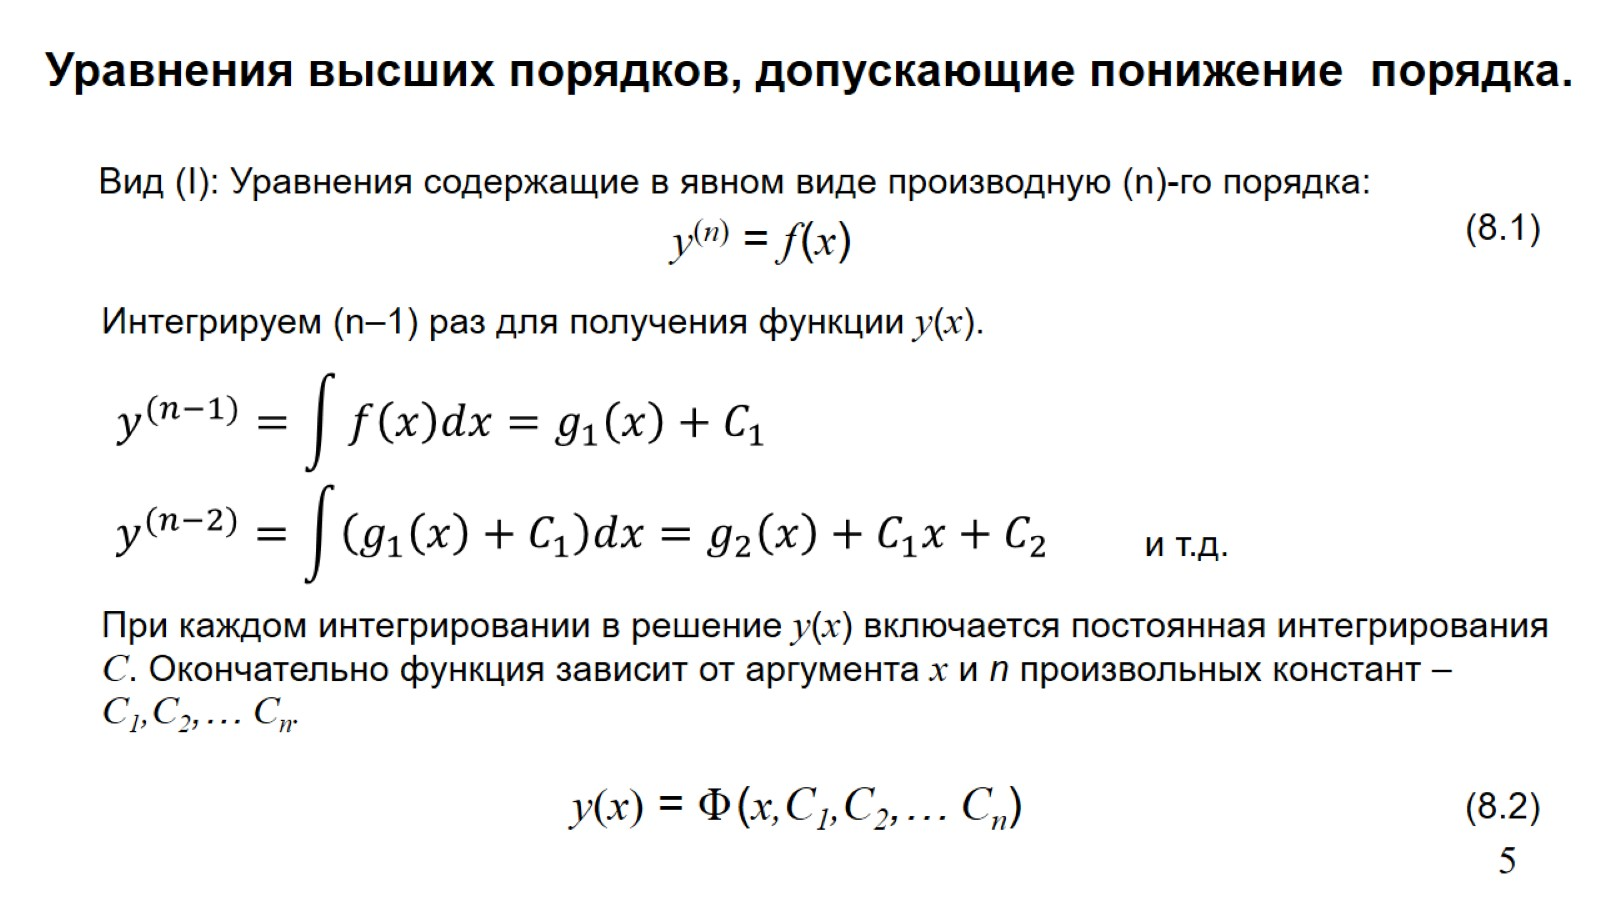 Уравнения высших порядков, допускающие понижение  порядка.
Вид (I): Уравнения содержащие в явном виде производную (n)-го порядка:
y⁽ⁿ⁾ = f(x) (8.1)
Интегрируем (n–1) раз для получения функции y(x).
y⁽ⁿ⁻¹⁾ = ∫ f(x)dx = g₁(x) + C₁
y⁽ⁿ⁻²⁾ = ∫(g₁(x) + C₁)dx = g₂(x) + C₁x + C₂ и т.д.
При каждом интегрировании в решение y(x) включается постоянная интегрирования
C. Окончательно функция зависит от аргумента x и n произвольных констант –
C₁,C₂,… Cₙ.
y(x) = Φ(x,C₁,C₂,… Cₙ) (8.2)
5